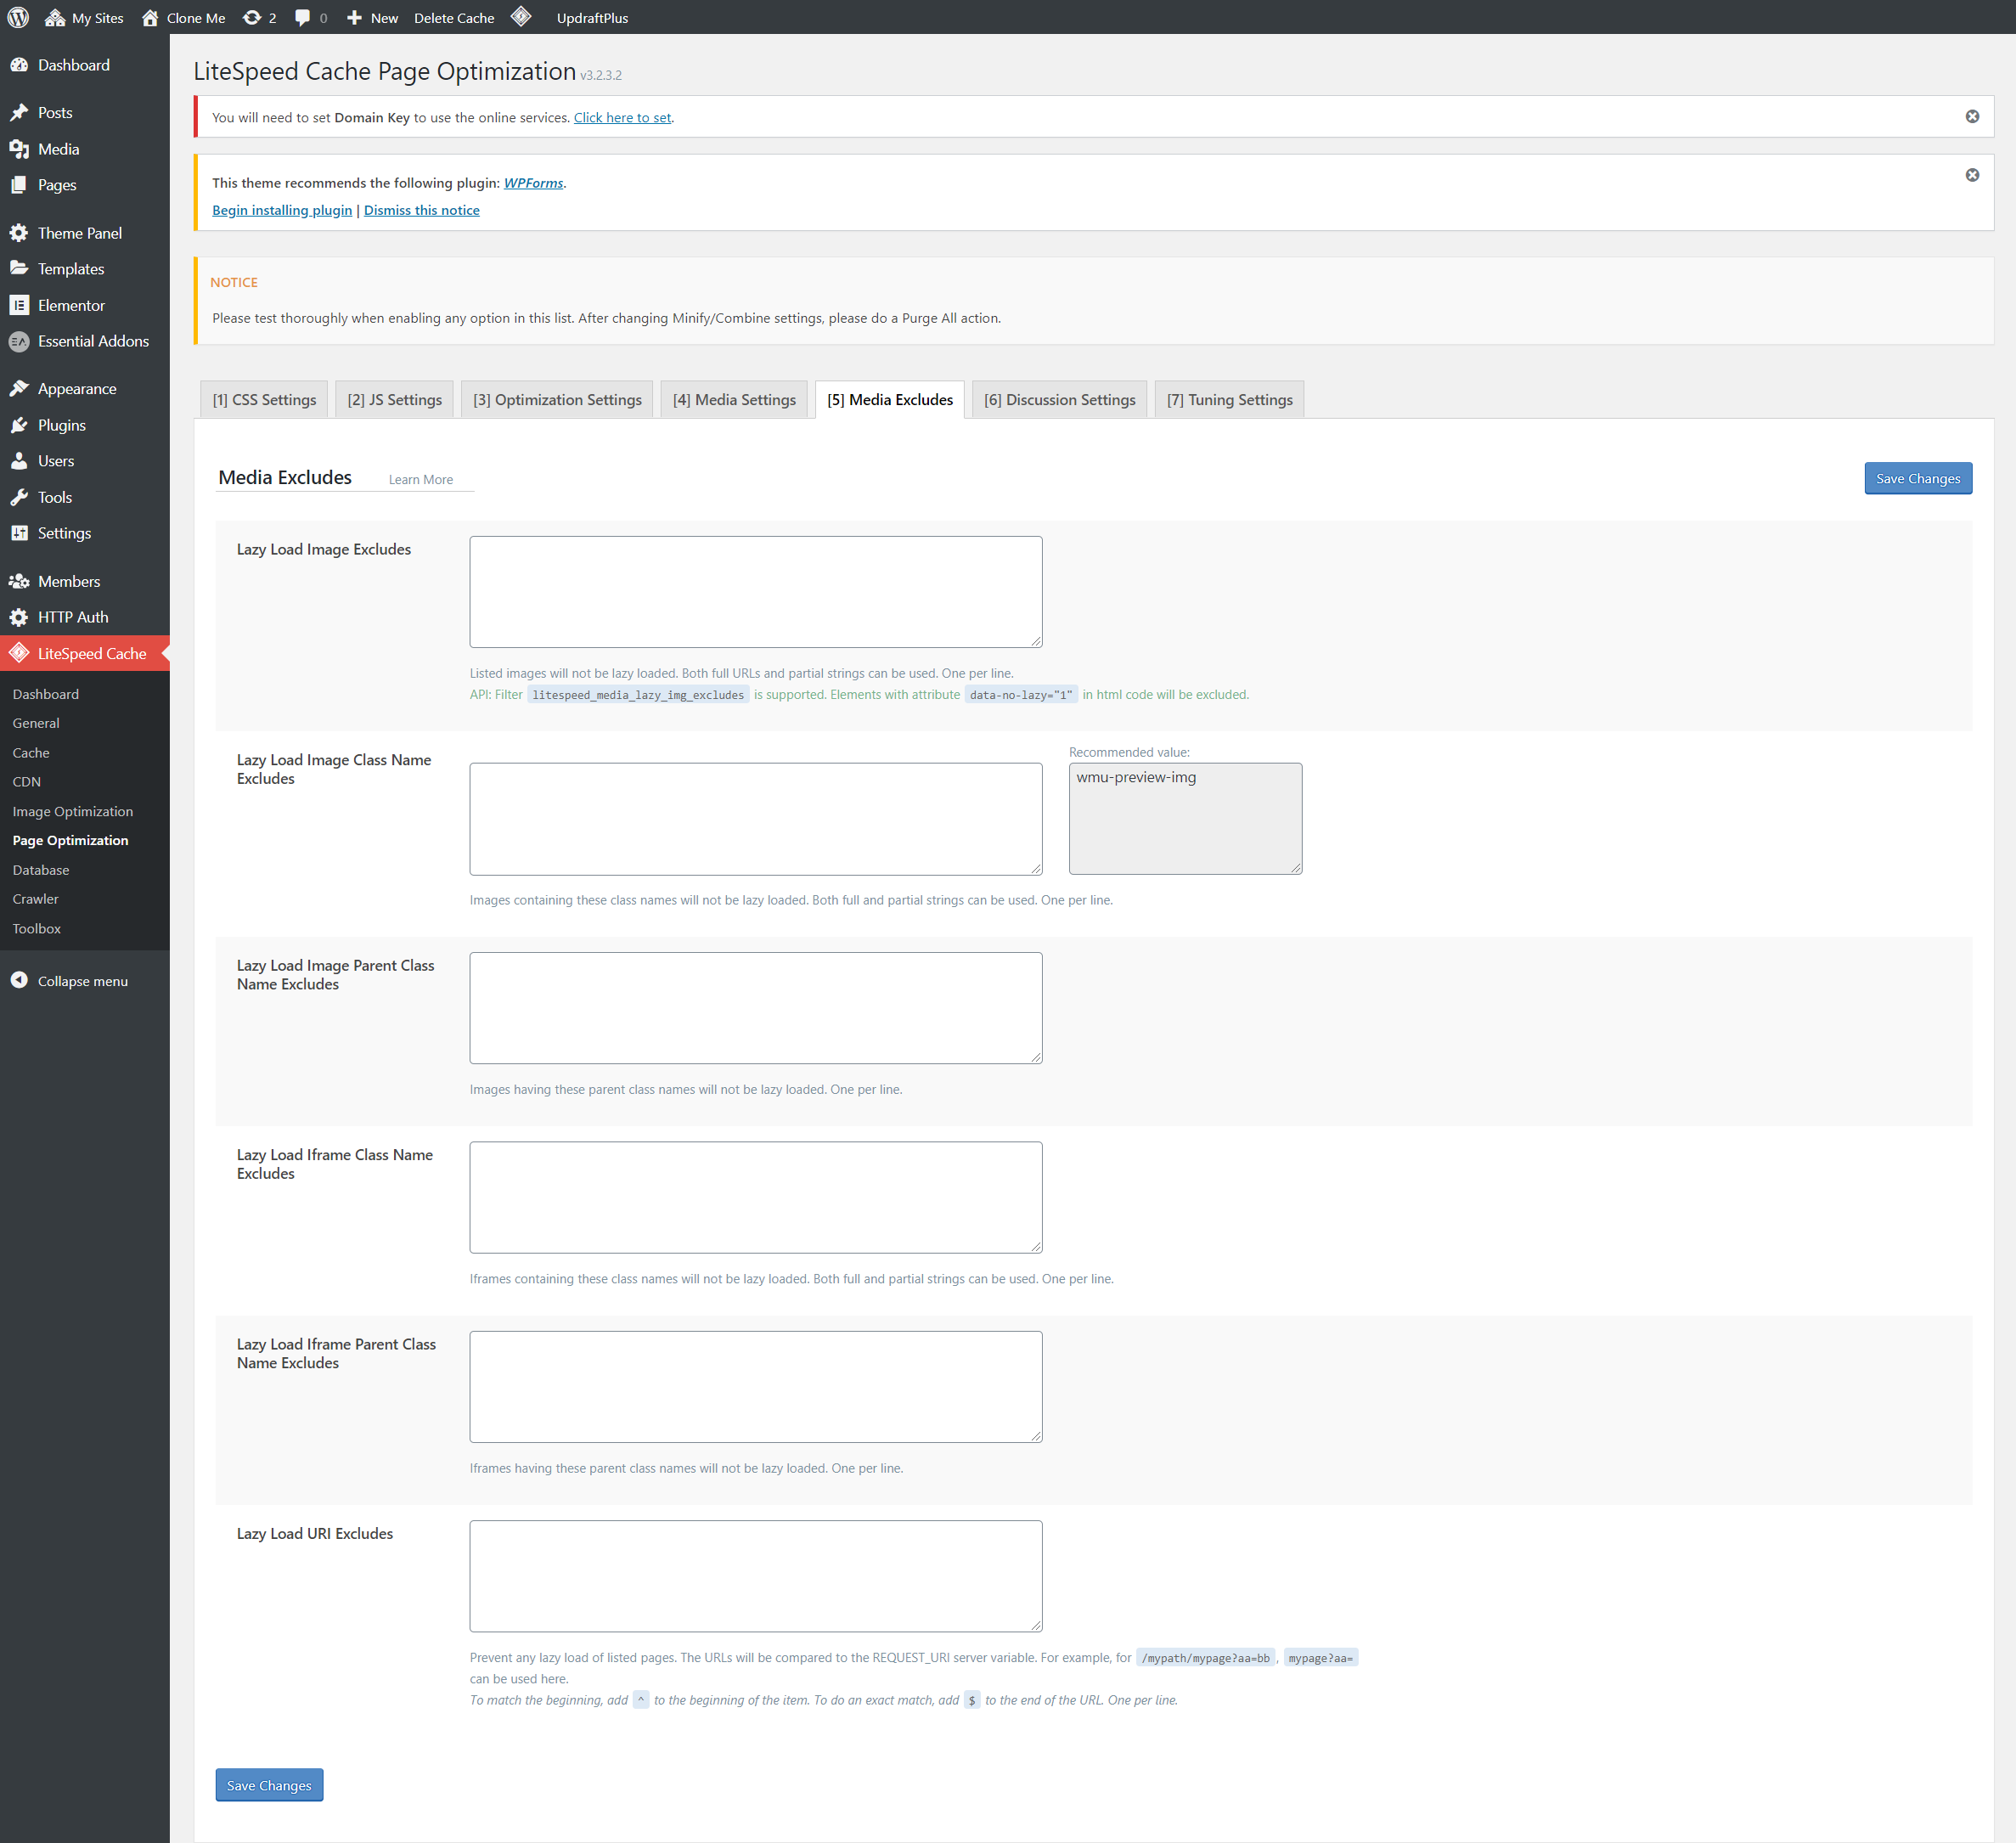 My Sites Clone Me 2 0 New Delete Cache UpdraftPlus
Dashboard
Posts
Media
Pages
Theme Panel
Templates
Elementor
Essential Addons
Appearance
Plugins
Users
Tools
Settings
Members
HTTP Auth
LiteSpeed Cache
Dashboard
General
Cache
CDN
Image Optimization
Page Optimization
Database
Crawler
Toolbox
Collapse menu
LiteSpeed Cache Page Optimization v3.2.3.2
You will need to set Domain Key to use the online services. Click here to set.
This theme recommends the following plugin: WPForms.
Begin installing plugin | Dismiss this notice
NOTICE
Please test thoroughly when enabling any option in this list. After changing Minify/Combine settings, please do a Purge All action.
[1] CSS Settings [2] JS Settings [3] Optimization Settings [4] Media Settings [5] Media Excludes [6] Discussion Settings [7] Tuning Settings
Media Excludes Learn More Save Changes
Lazy Load Image Excludes
Listed images will not be lazy loaded. Both full URLs and partial strings can be used. One per line.
API: Filter litespeed_media_lazy_img_excludes is supported. Elements with attribute data-no-lazy="1" in html code will be excluded.
Lazy Load Image Class Name
Excludes
Recommended value:
wmu-preview-img
Images containing these class names will not be lazy loaded. Both full and partial strings can be used. One per line.
Lazy Load Image Parent Class
Name Excludes
Images having these parent class names will not be lazy loaded. One per line.
Lazy Load Iframe Class Name
Excludes
Iframes containing these class names will not be lazy loaded. Both full and partial strings can be used. One per line.
Lazy Load Iframe Parent Class
Name Excludes
Iframes having these parent class names will not be lazy loaded. One per line.
Lazy Load URI Excludes
Prevent any lazy load of listed pages. The URLs will be compared to the REQUEST_URI server variable. For example, for /mypath/mypage?aa=bb, mypage?aa=
can be used here.
To match the beginning, add ^ to the beginning of the item. To do an exact match, add $ to the end of the URL. One per line.
Save Changes